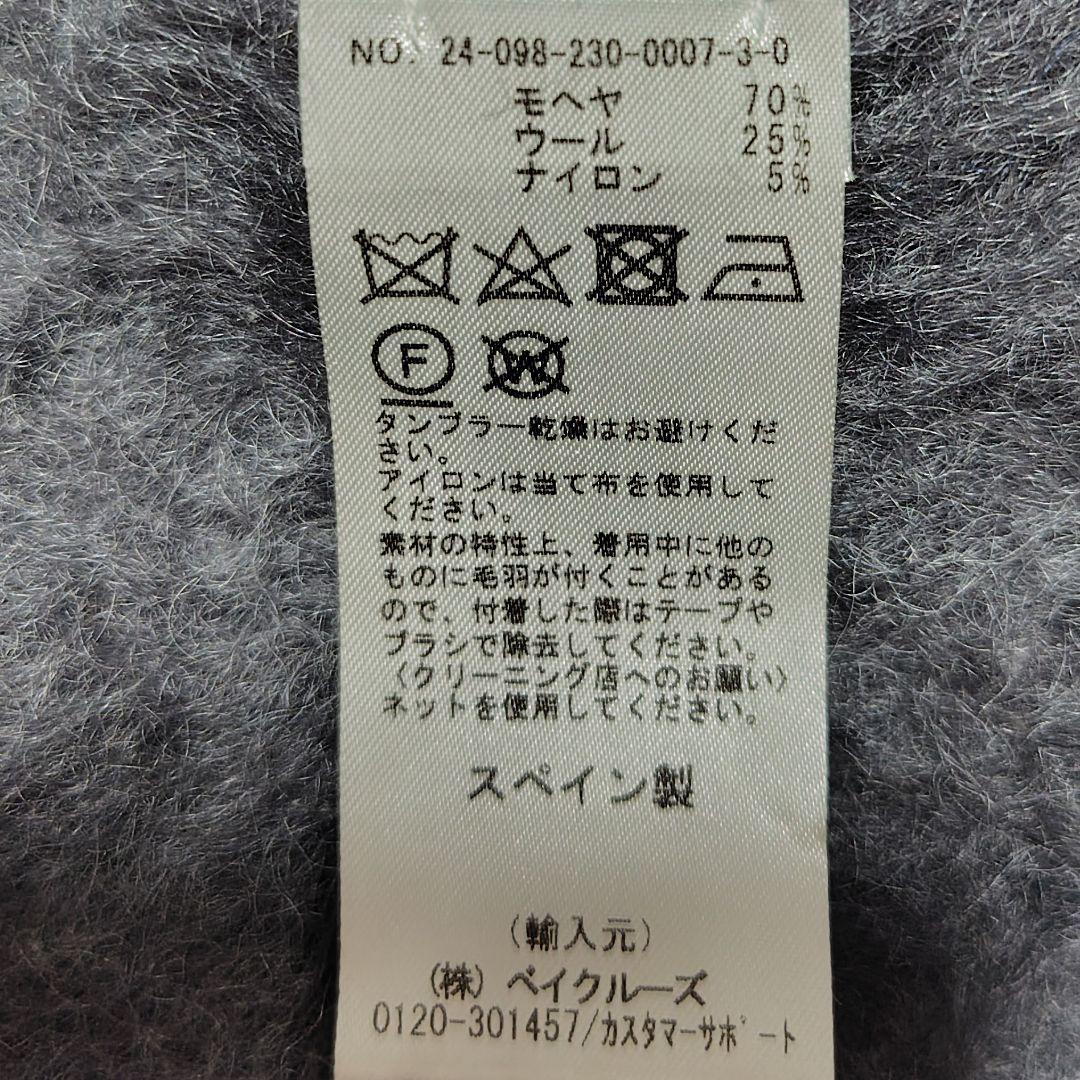 NO. 24-098-230-0007-3-0
モヘヤ 70%
ウール 25%
ナイロン 5%
F W
タンブラー乾燥はお避けくだ
さい。
アイロンは当て布を使用して
ください。
素材の特性上、着用中に他の
ものに毛羽が付くことがある
ので、付着した際はテープや
ブラシで除去してください。
（クリーニング店へのお願い）
ネットを使用してください。
スペイン製
（輸入元）
（株）ベイクルーズ
0120-301457/カスタマーサポート